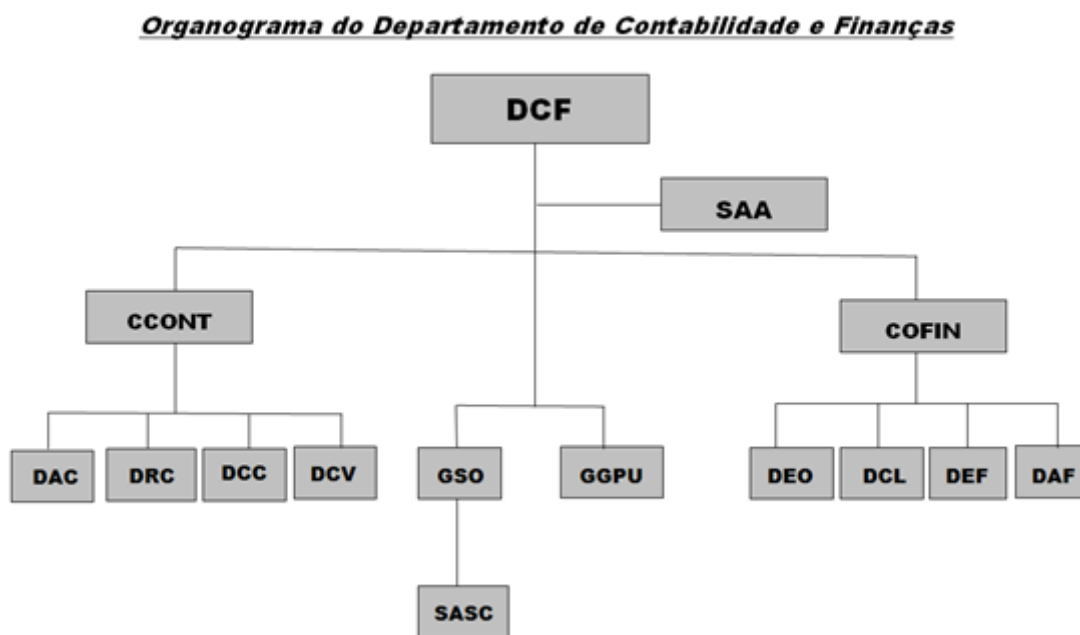 Organograma do Departamento de Contabilidade e Finanças
DCF
SAA
CCONT
COFIN
DAC
DRC
DCC
DCV
GSO
GGPU
DEO
DCL
DEF
DAF
SASC